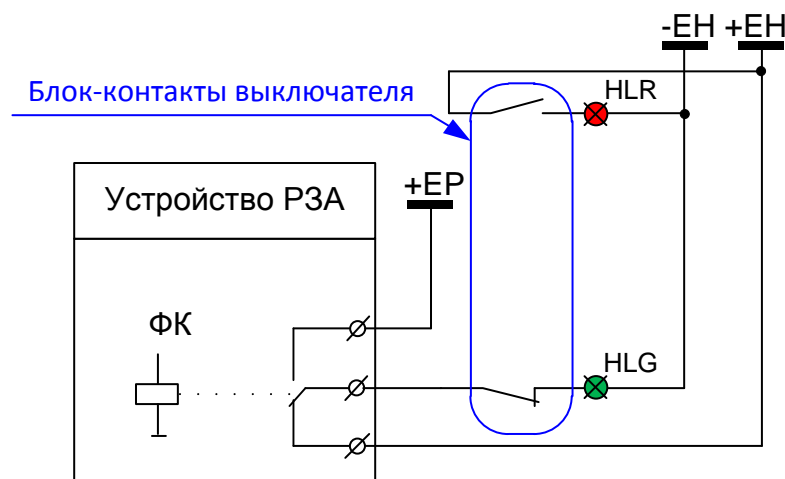 -EH +EH
Блок-контакты выключателя
HLR
Устройство РЗА
+EP
ФК
HLG